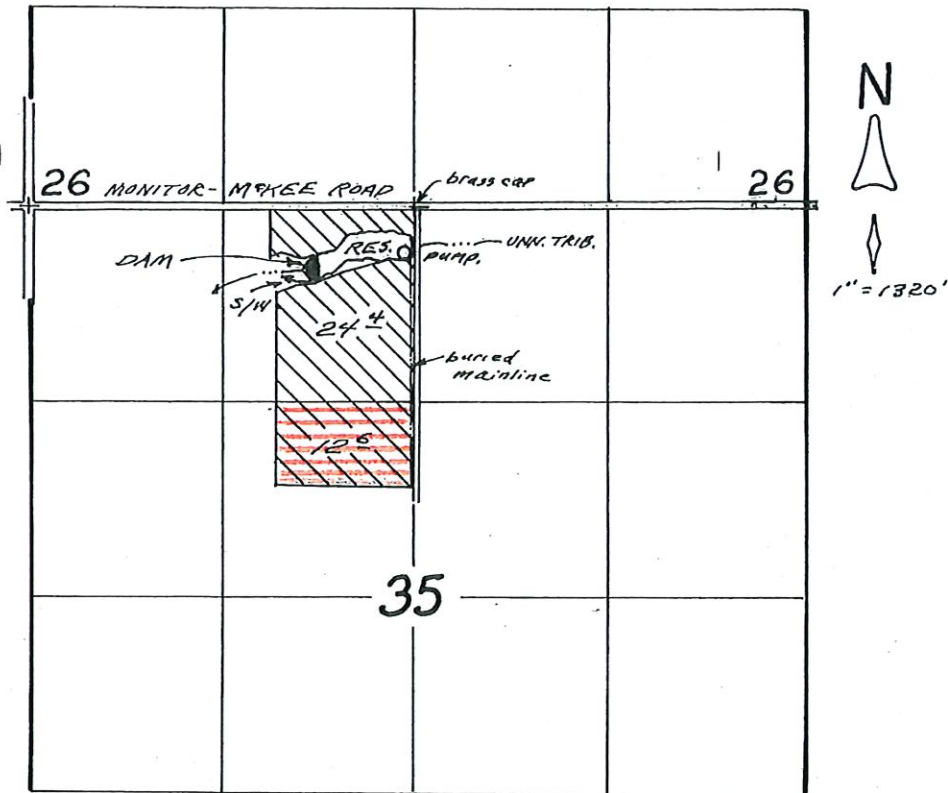 N
26 MONITOR-McKEE ROAD brass cap 26
DAM RES. PUMP. UNN. TRIB.
S/W
1" = 1320'
24 4
buried
mainline
12 6
35